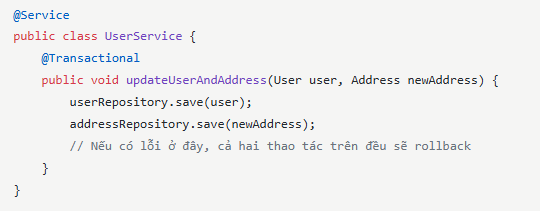 @Service
public class UserService {
    @Transactional
    public void updateUserAndAddress(User user, Address newAddress) {
        userRepository.save(user);
        addressRepository.save(newAddress);
        // Nếu có lỗi ở đây, cả hai thao tác trên đều sẽ rollback
    }
}